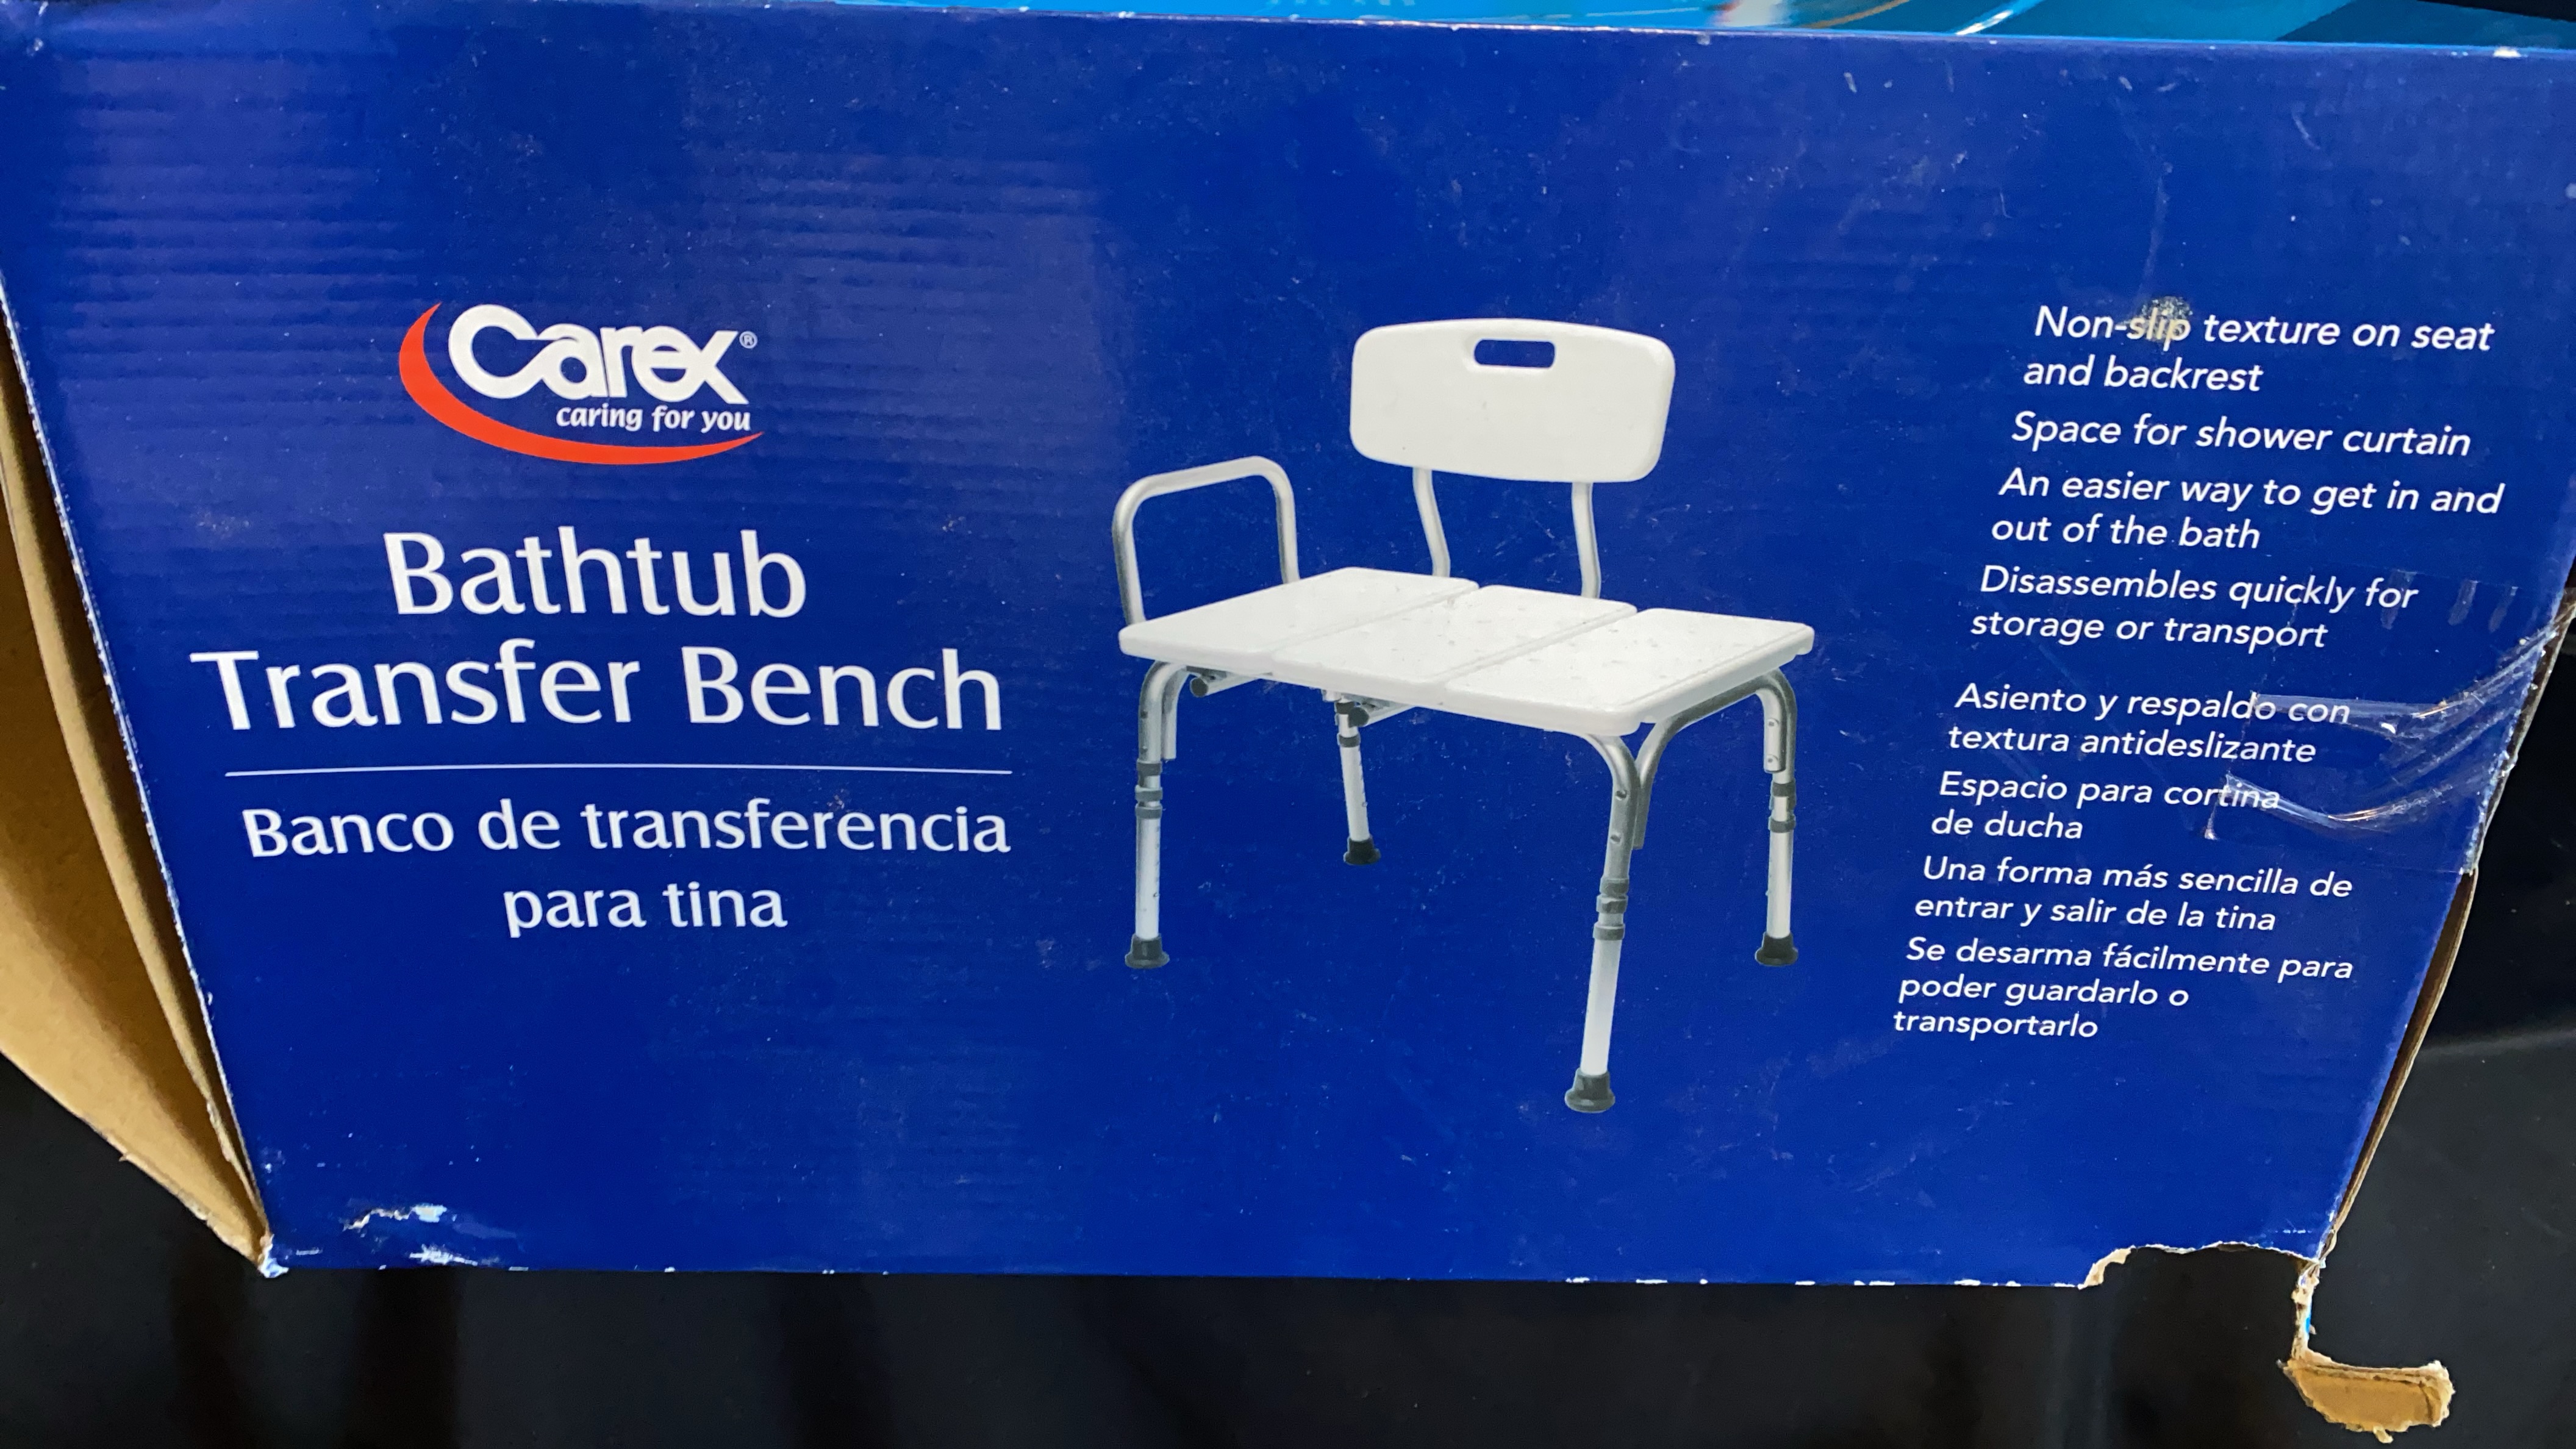 Carex®
caring for you
Bathtub
Transfer Bench
Banco de transferencia
para tina
Non-slip texture on seat
and backrest
Space for shower curtain
An easier way to get in and
out of the bath
Disassembles quickly for
storage or transport
Asiento y respaldo con
textura antideslizante
Espacio para cortina
de ducha
Una forma más sencilla de
entrar y salir de la tina
Se desarma fácilmente para
poder guardarlo o
transportarlo